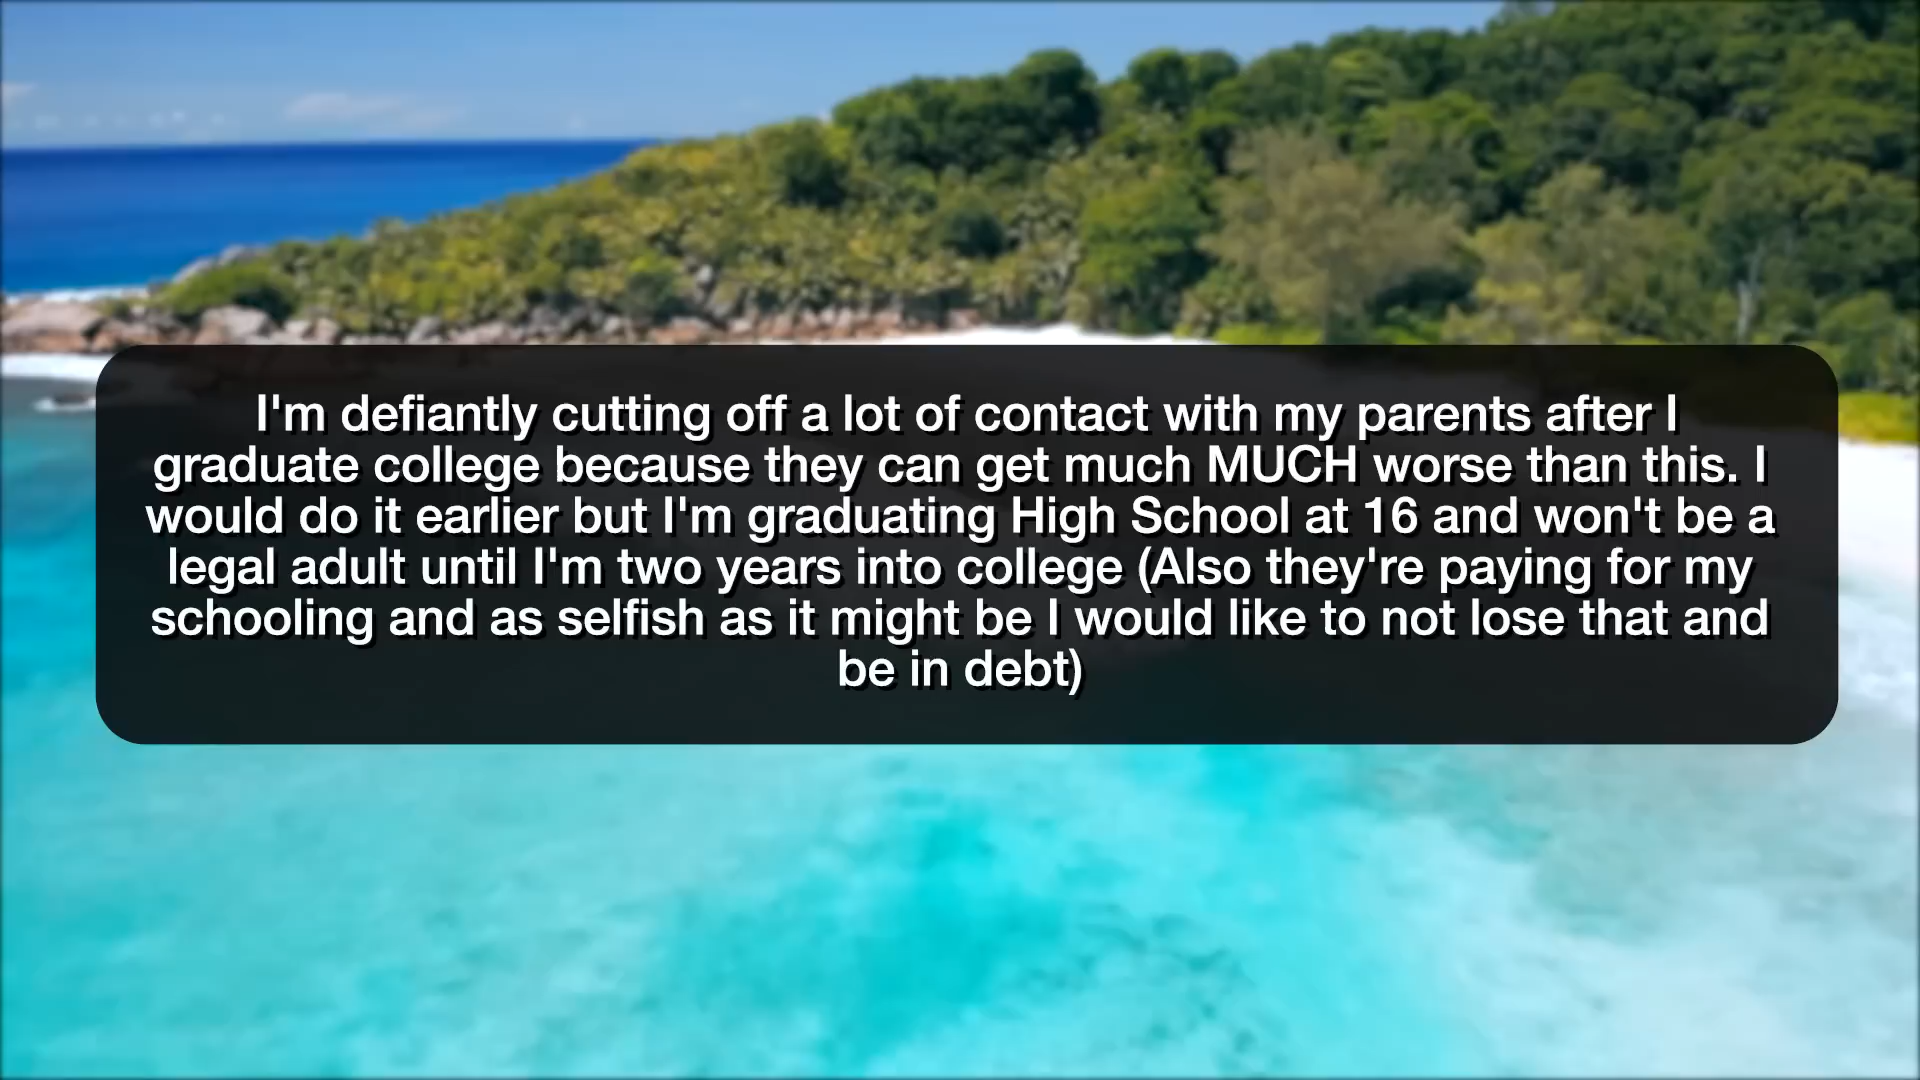 I'm defiantly cutting off a lot of contact with my parents after I
graduate college because they can get much MUCH worse than this. I
would do it earlier but I'm graduating High School at 16 and won't be a
legal adult until I'm two years into college (Also they're paying for my
schooling and as selfish as it might be I would like to not lose that and
be in debt)